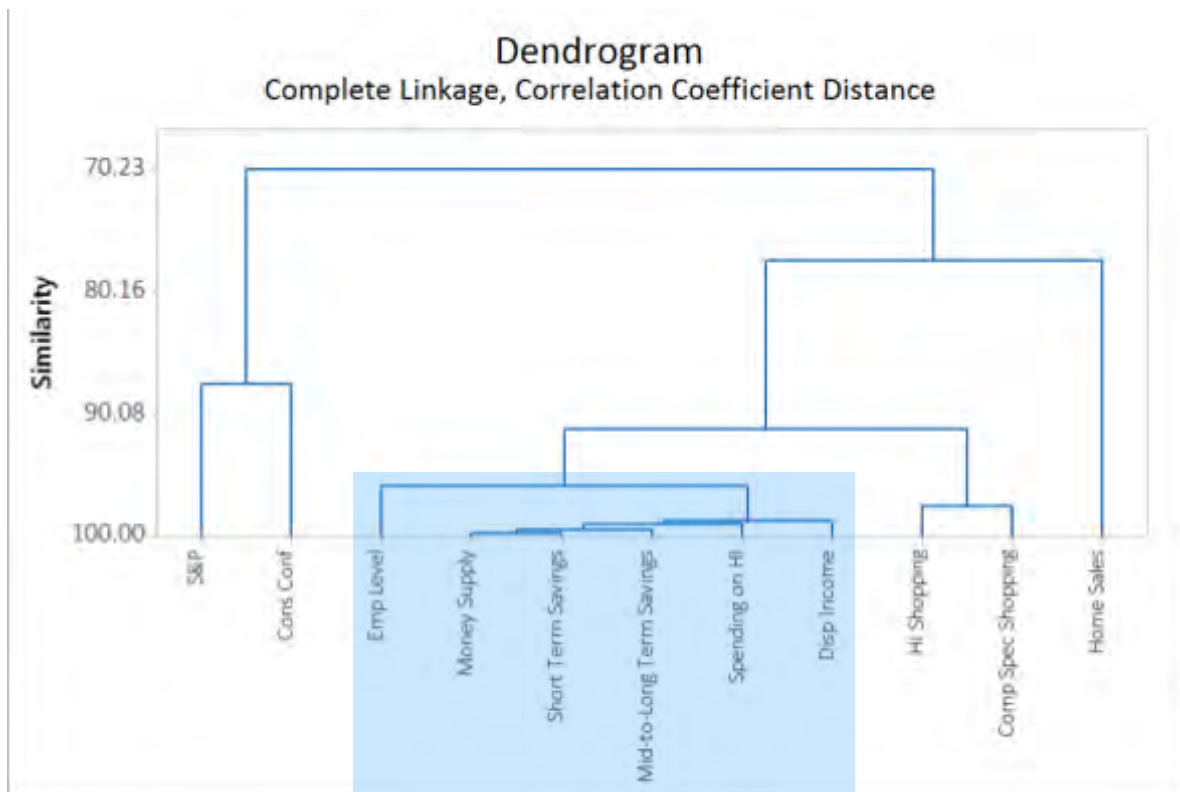 Dendrogram
Complete Linkage, Correlation Coefficient Distance
70.23
80.16
90.08
100.00
Similarity
S&P
Cons Conf
Emp Level
Money Supply
Short Term Savings
Mid-to-Long Term Savings
Spending on HI
Disp Income
HI Shopping
Comp Spec Shopping
Home Sales